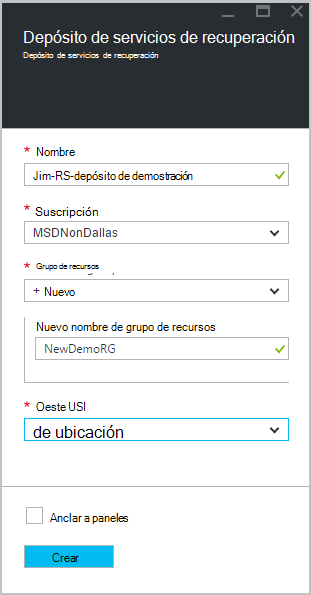 Depósito de servicios de recuperación
Depósito de servicios de recuperación
* Nombre
Jim-RS-depósito de demostración
* Suscripción
MSDNonDallas
* Grupo de recursos
+ Nuevo
Nuevo nombre de grupo de recursos
NewDemoRG
* Oeste USI
de ubicación
Anclar a paneles
Crear